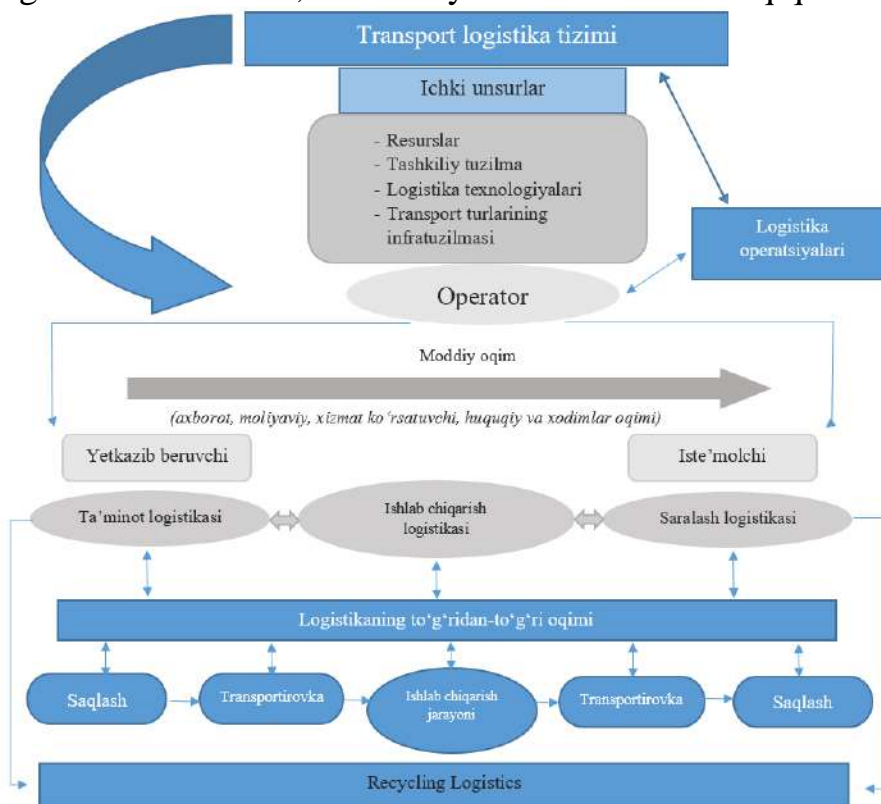 Transport logistika tizimi
Ichki unsurlar
- Resurslar
- Tashkiliy tuzilma
- Logistika texnologiyalari
- Transport turlarining
infratuzilmasi
Logistika
operatsiyalari
Operator
Moddiy oqim
(axborot, moliyaviy, xizmat ko‘rsatuvchi, huquqiy va xodimlar oqimi)
Yetkazib beruvchi
Iste’molchi
Ta’minot logistikasi
Ishlab chiqarish
logistikasi
Saralash logistikasi
Logistikaning to‘g‘ridan-to‘g‘ri oqimi
Saqlash
Transportirovka
Ishlab chiqarish
jarayoni
Transportirovka
Saqlash
Recycling Logistics